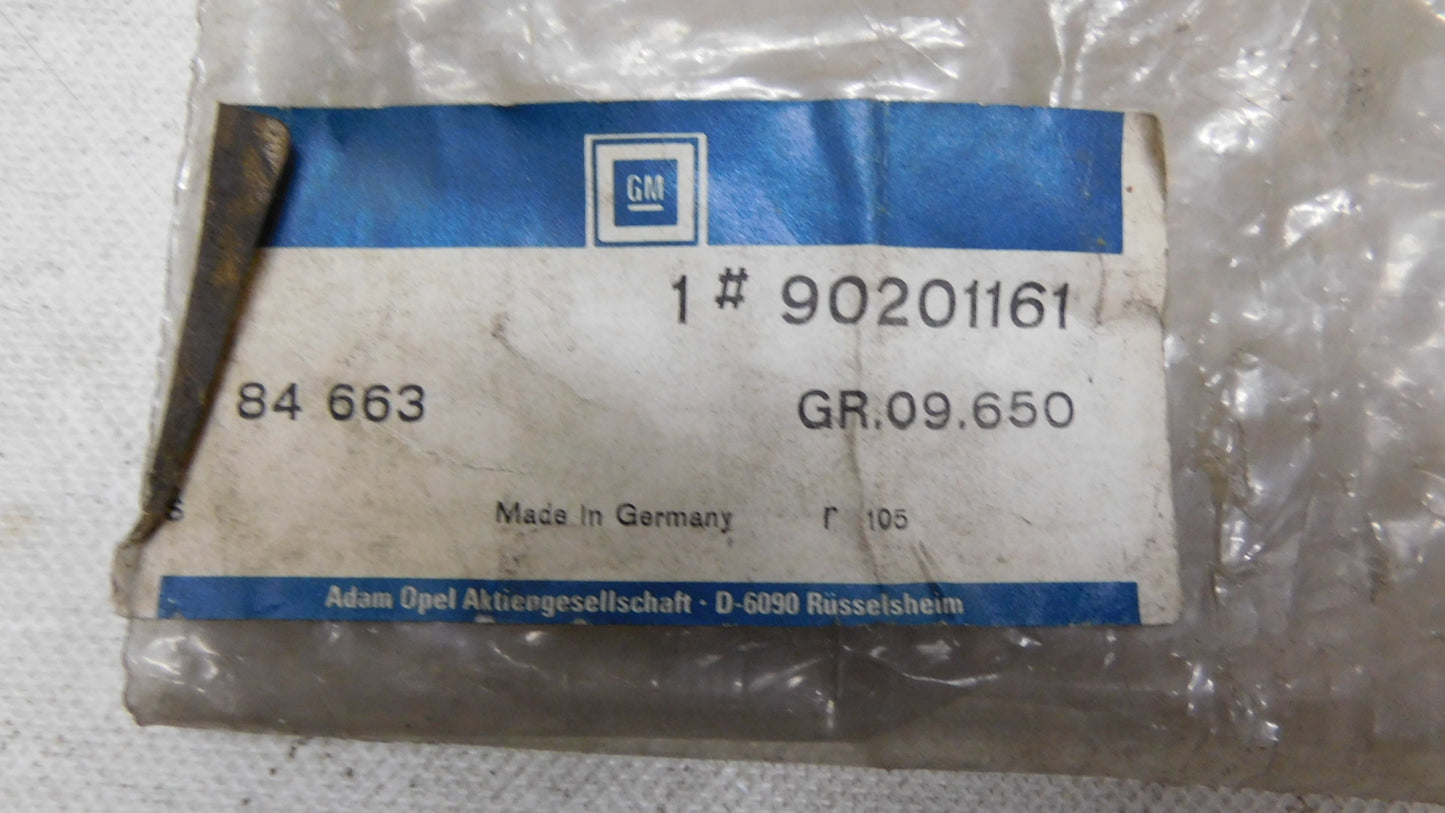 GM
1 # 90201161
84 663 GR.09.650
S Made In Germany r 105
Adam Opel Aktiengesellschaft · D-6090 Rüsselsheim